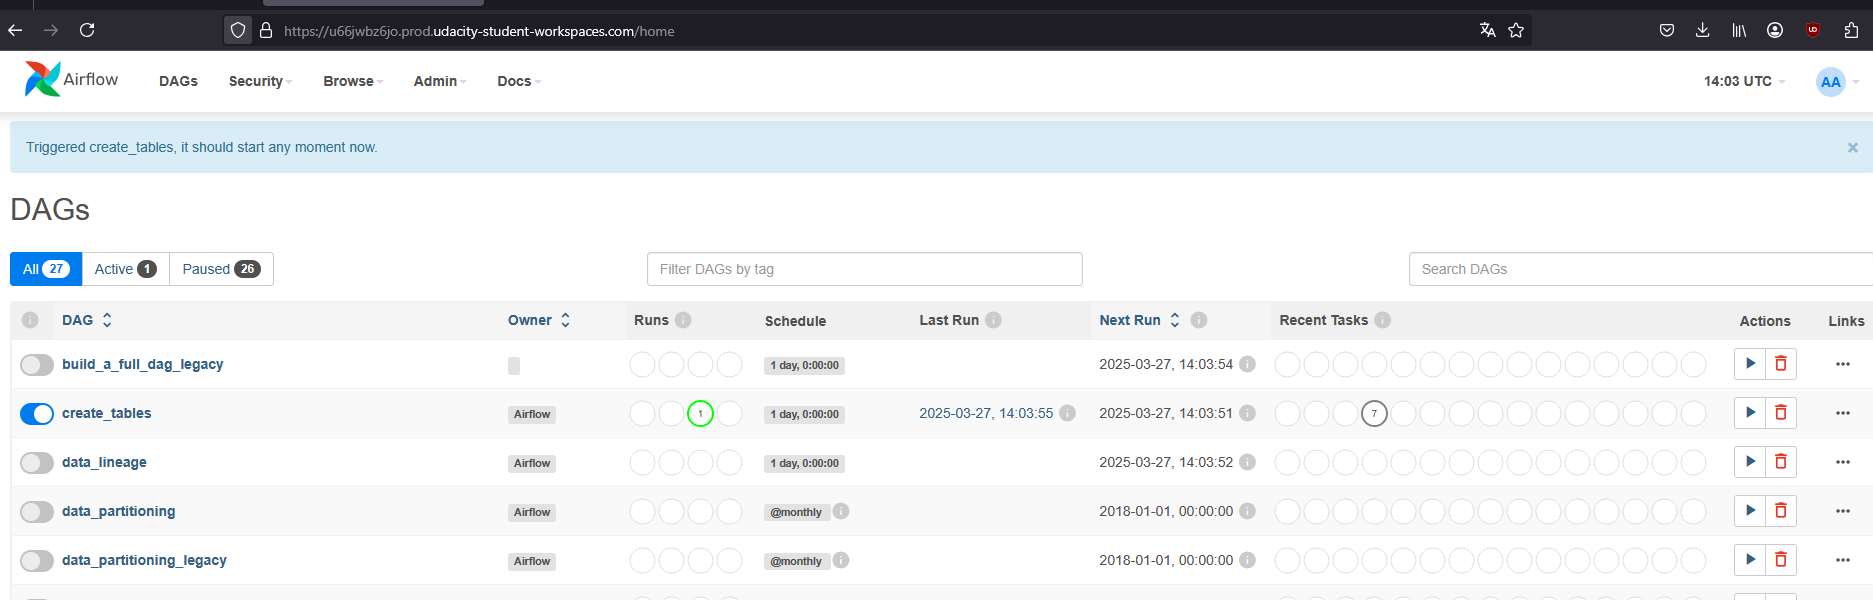 https://u66jwbz6jo.prod.udacity-student-workspaces.com/home
Airflow DAGs Security Browse Admin Docs 14:03 UTC AA
Triggered create_tables, it should start any moment now. ×
DAGs
All 27 Active 1 Paused 26 Filter DAGs by tag Search DAGs
DAG Owner Runs Schedule Last Run Next Run Recent Tasks Actions Links
build_a_full_dag_legacy 1 day, 0:00:00 2025-03-27, 14:03:54
create_tables Airflow 1 1 day, 0:00:00 2025-03-27, 14:03:55 2025-03-27, 14:03:51 7
data_lineage Airflow 1 day, 0:00:00 2025-03-27, 14:03:52
data_partitioning Airflow @monthly 2018-01-01, 00:00:00
data_partitioning_legacy Airflow @monthly 2018-01-01, 00:00:00